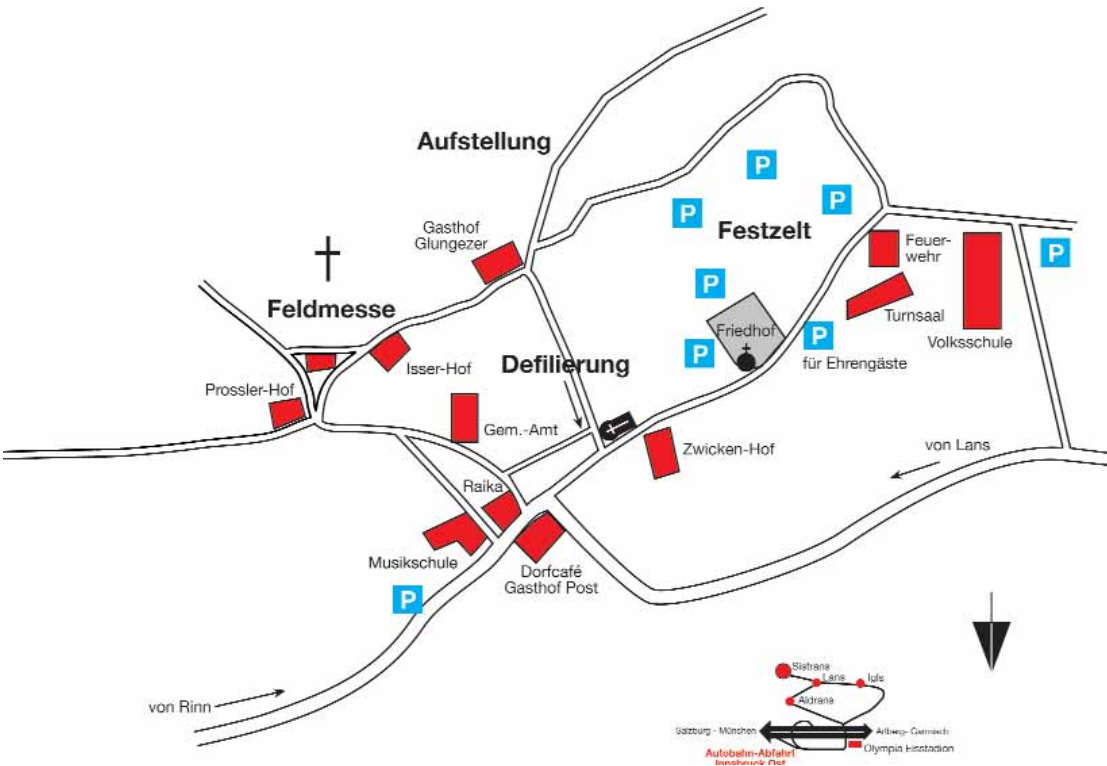 Aufstellung
P
P
P
P
Festzelt
Gasthof
Glungezer
Feuer-
wehr
P
P
Feldmesse
Turnsaal
Friedhof
P
P
Volksschule
für Ehrengäste
Isser-Hof
Defilierung
Prossler-Hof
Gem.-Amt
Zwicken-Hof
von Lans
Raika
Musikschule
Dorfcafé
Gasthof Post
P
von Rinn
Sistrans
Lans
Igls
Aldrans
Salzburg - München
Arlberg - Garmisch
Olympia Eisstadion
Autobahn-Abfahrt
Innsbruck Ost